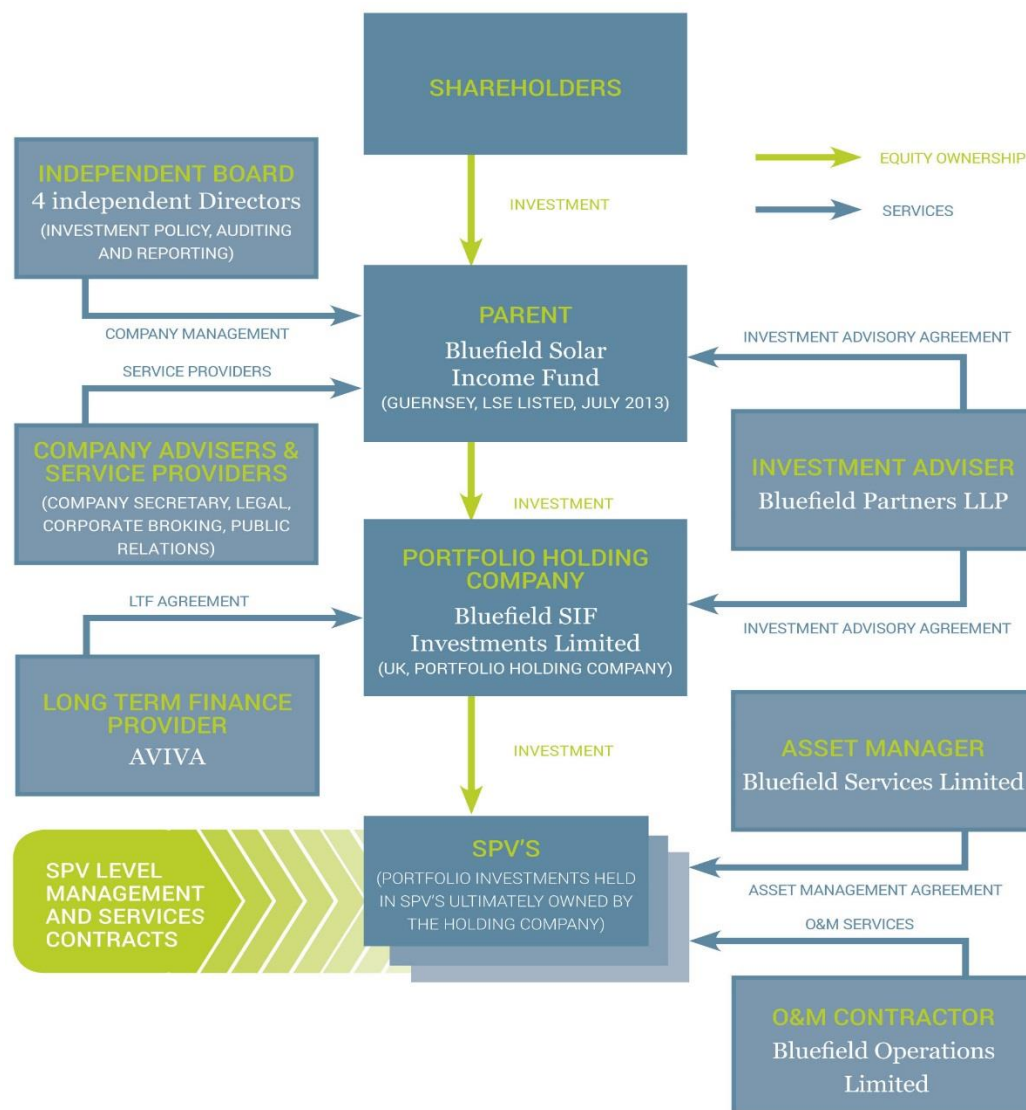 SHAREHOLDERS
EQUITY OWNERSHIP
SERVICES
INVESTMENT
INDEPENDENT BOARD
4 independent Directors
(INVESTMENT POLICY, AUDITING
AND REPORTING)
COMPANY MANAGEMENT
PARENT
Bluefield Solar
Income Fund
(GUERNSEY, LSE LISTED, JULY 2013)
INVESTMENT ADVISORY AGREEMENT
SERVICE PROVIDERS
COMPANY ADVISERS &
SERVICE PROVIDERS
(COMPANY SECRETARY, LEGAL,
CORPORATE BROKING, PUBLIC
RELATIONS)
INVESTMENT ADVISER
Bluefield Partners LLP
INVESTMENT
PORTFOLIO HOLDING
COMPANY
Bluefield SIF
Investments Limited
(UK, PORTFOLIO HOLDING COMPANY)
LTF AGREEMENT
INVESTMENT ADVISORY AGREEMENT
LONG TERM FINANCE
PROVIDER
AVIVA
INVESTMENT
ASSET MANAGER
Bluefield Services Limited
SPV LEVEL
MANAGEMENT
AND SERVICES
CONTRACTS
SPV'S
(PORTFOLIO INVESTMENTS HELD
IN SPV'S ULTIMATELY OWNED BY
THE HOLDING COMPANY)
ASSET MANAGEMENT AGREEMENT
O&M SERVICES
O&M CONTRACTOR
Bluefield Operations
Limited